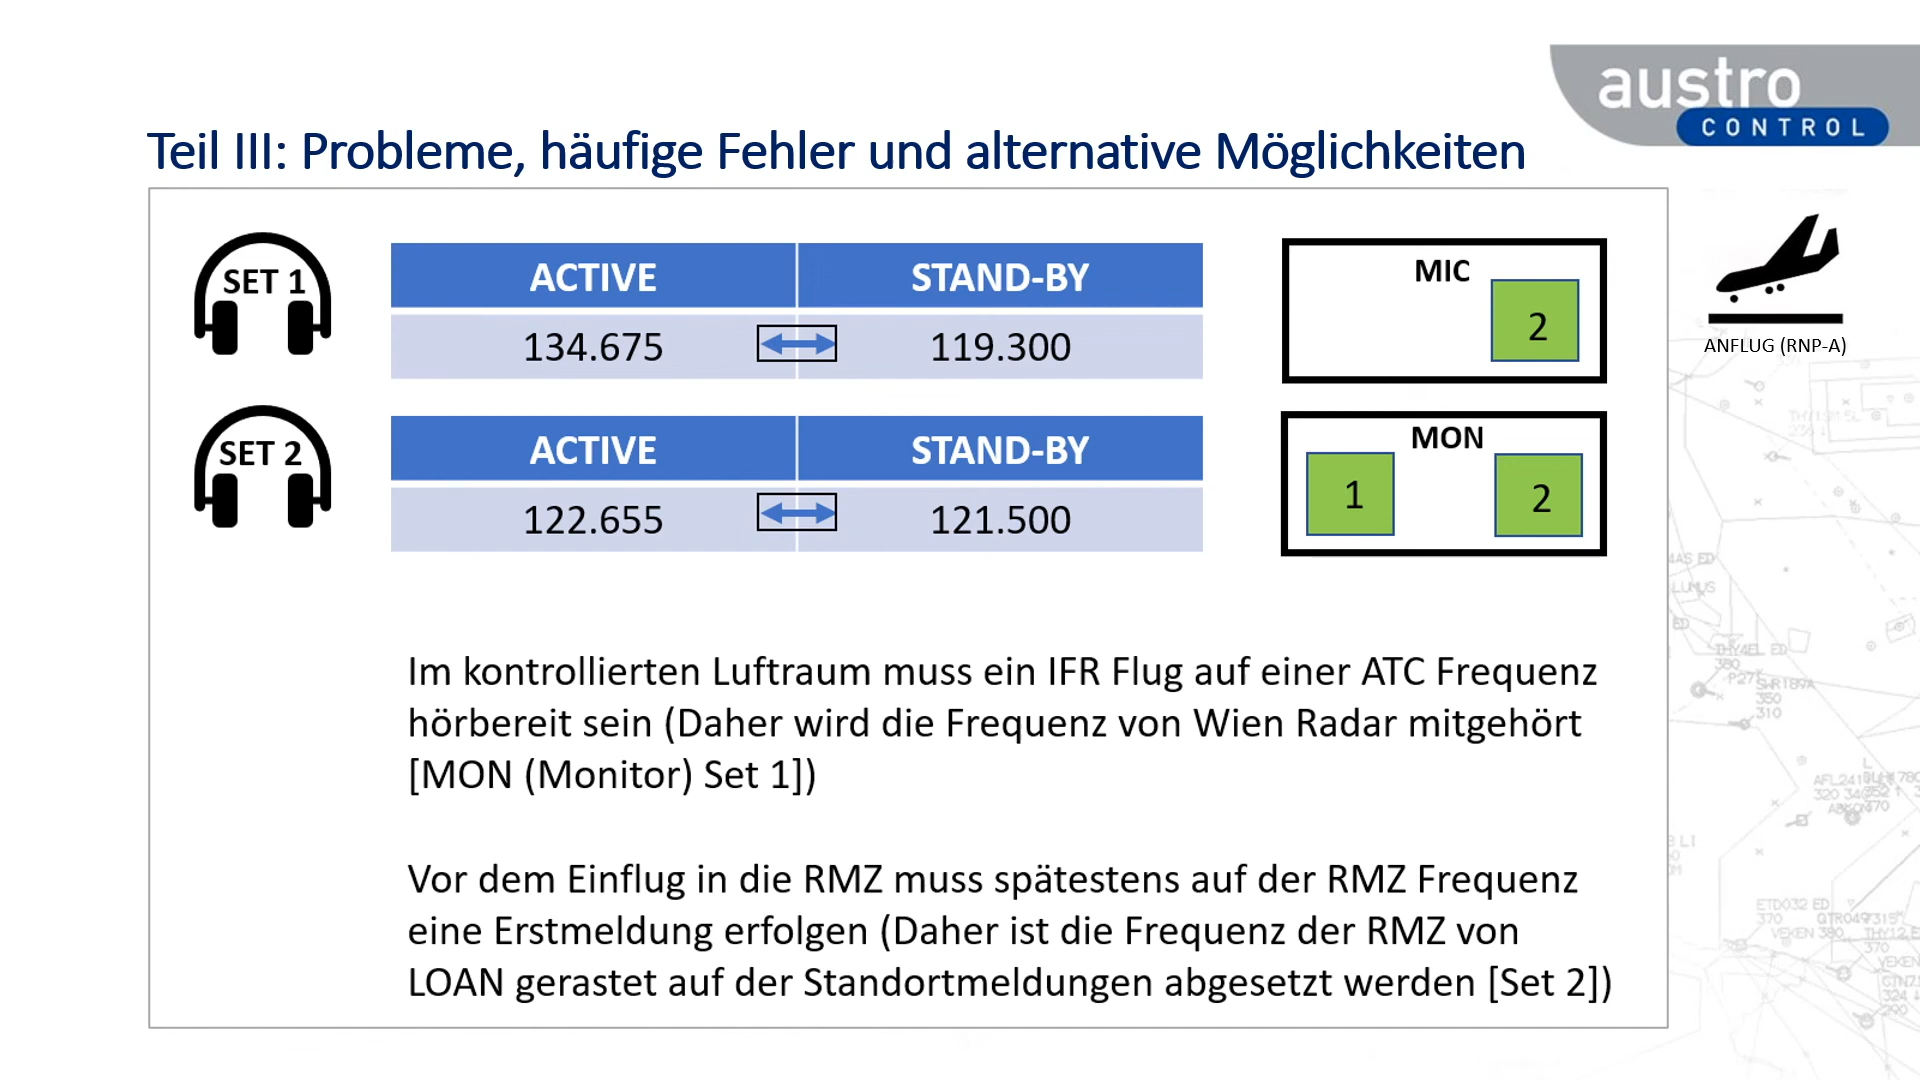 austro
CONTROL
Teil III: Probleme, häufige Fehler und alternative Möglichkeiten
SET 1
ACTIVE STAND-BY
134.675 119.300
MIC
2
ANFLUG (RNP-A)
SET 2
ACTIVE STAND-BY
122.655 121.500
MON
1 2
Im kontrollierten Luftraum muss ein IFR Flug auf einer ATC Frequenz
hörbereit sein (Daher wird die Frequenz von Wien Radar mitgehört
[MON (Monitor) Set 1])
Vor dem Einflug in die RMZ muss spätestens auf der RMZ Frequenz
eine Erstmeldung erfolgen (Daher ist die Frequenz der RMZ von
LOAN gerastet auf der Standortmeldungen abgesetzt werden [Set 2])